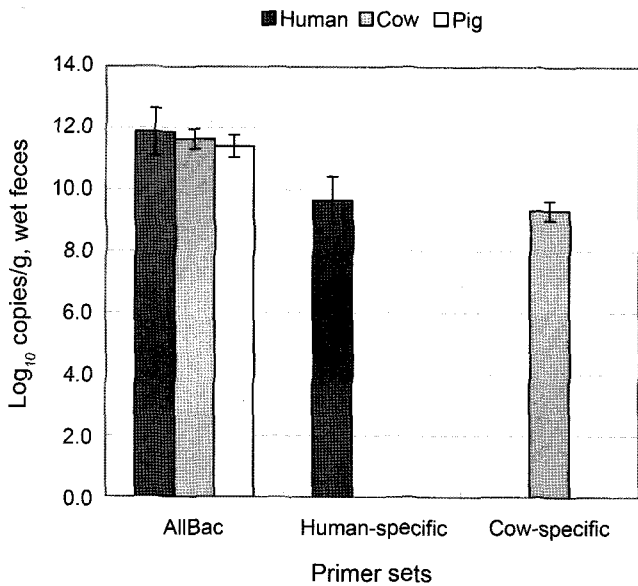 Human Cow Pig
14.0
12.0
10.0
8.0
6.0
4.0
2.0
0.0
Log10 copies/g, wet feces
AllBac Human-specific Cow-specific
Primer sets